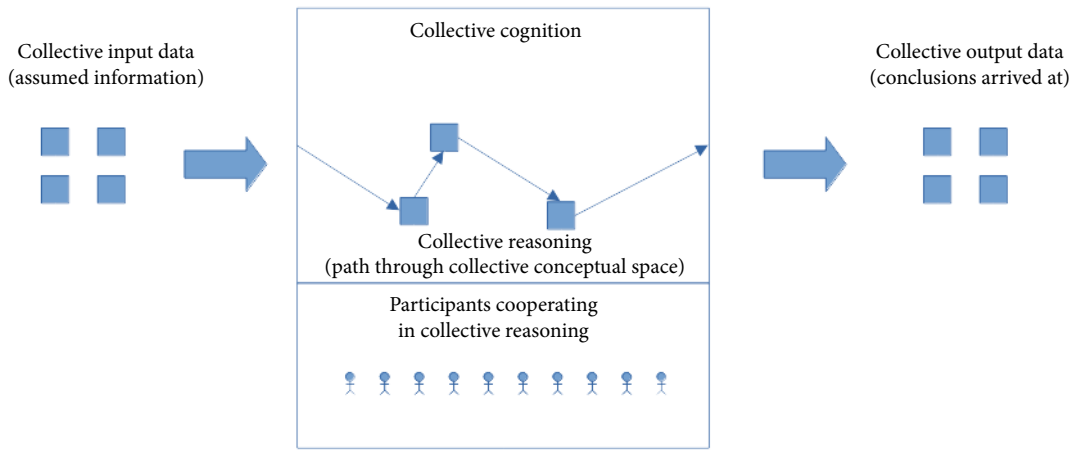 Collective input data
(assumed information)
Collective cognition
Collective reasoning
(path through collective conceptual space)
Participants cooperating
in collective reasoning
Collective output data
(conclusions arrived at)